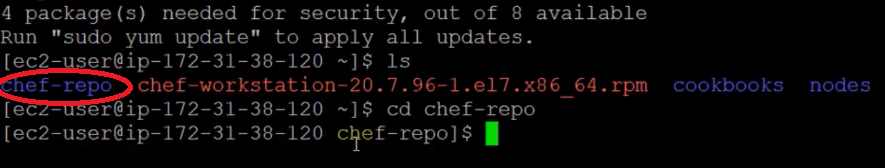 4 package(s) needed for security, out of 8 available
Run "sudo yum update" to apply all updates.
[ec2-user@ip-172-31-38-120 ~]$ ls
chef-repo  chef-workstation-20.7.96-1.el7.x86_64.rpm  cookbooks  nodes
[ec2-user@ip-172-31-38-120 ~]$ cd chef-repo
[ec2-user@ip-172-31-38-120 chef-repo]$